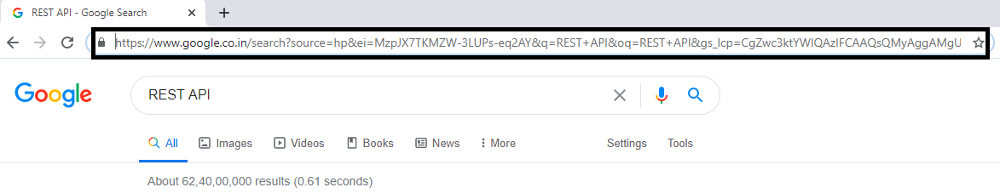 REST API - Google Search
https://www.google.co.in/search?source=hp&ei=MzpJX7TKMZW-3LUPs-eq2AY&q=REST+API&oq=REST+API&gs_lcp=CgZwc3ktYWIQAzIFCAAQsQMyAggAMgU
Google REST API
All Images Videos Books News More Settings Tools
About 62,40,00,000 results (0.61 seconds)